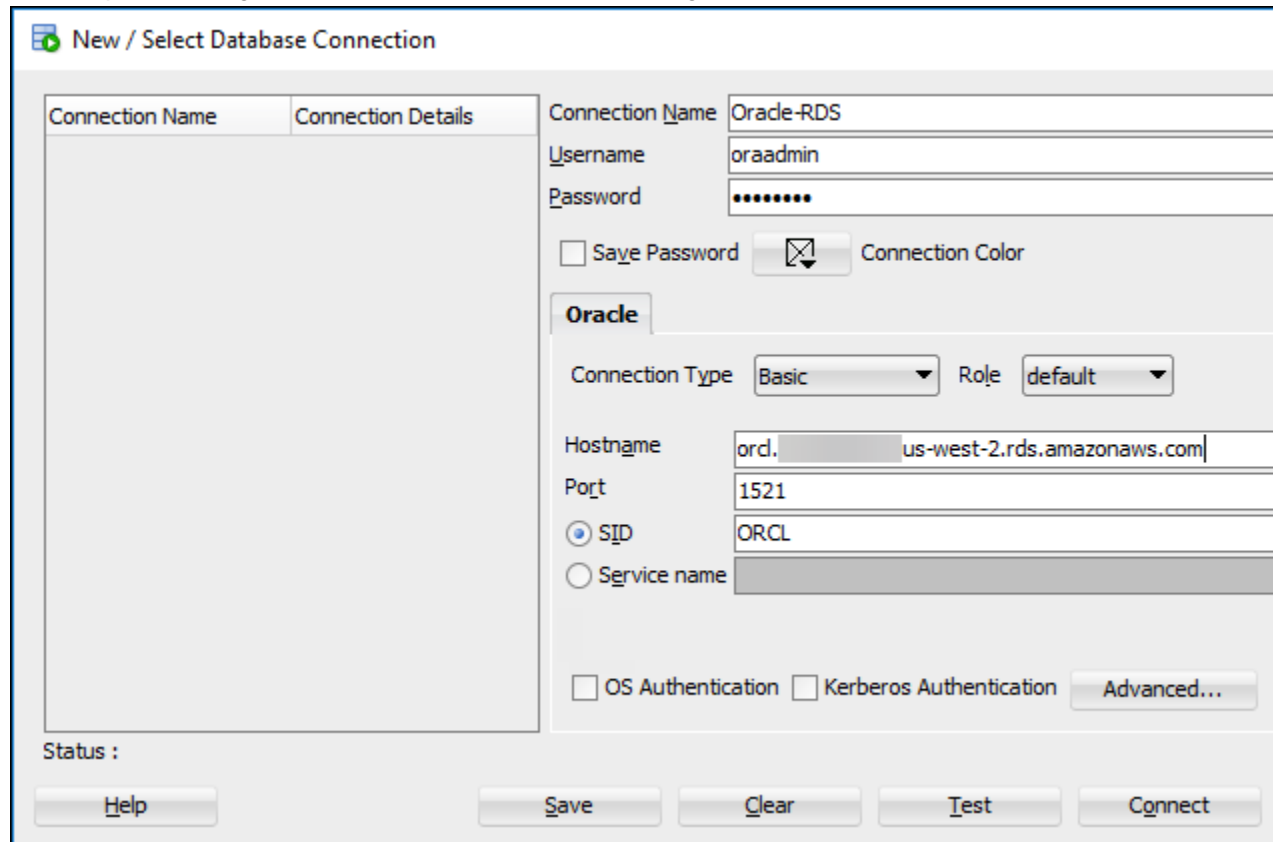 New / Select Database Connection
Connection Name Connection Details
Connection Name Oracle-RDS
Username oraadmin
Password ••••••••
Save Password Connection Color
Oracle
Connection Type Basic Role default
Hostname orcl. us-west-2.rds.amazonaws.com
Port 1521
SID ORCL
Service name
OS Authentication Kerberos Authentication Advanced...
Status :
Help Save Clear Test Connect